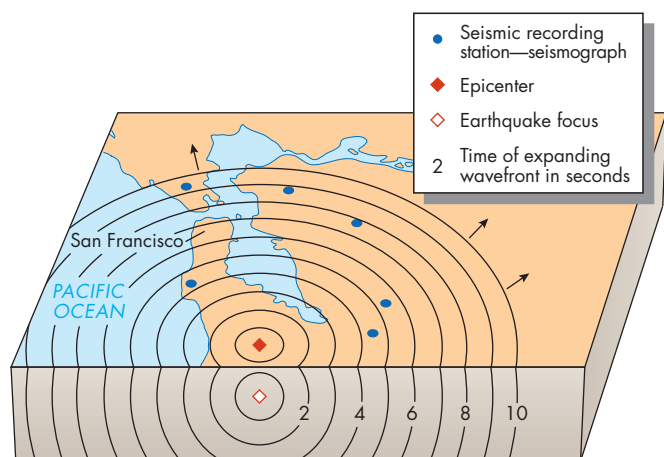 Seismic recording
station—seismograph
Epicenter
Earthquake focus
2 Time of expanding
wavefront in seconds
San Francisco
PACIFIC
OCEAN
2 4 6 8 10